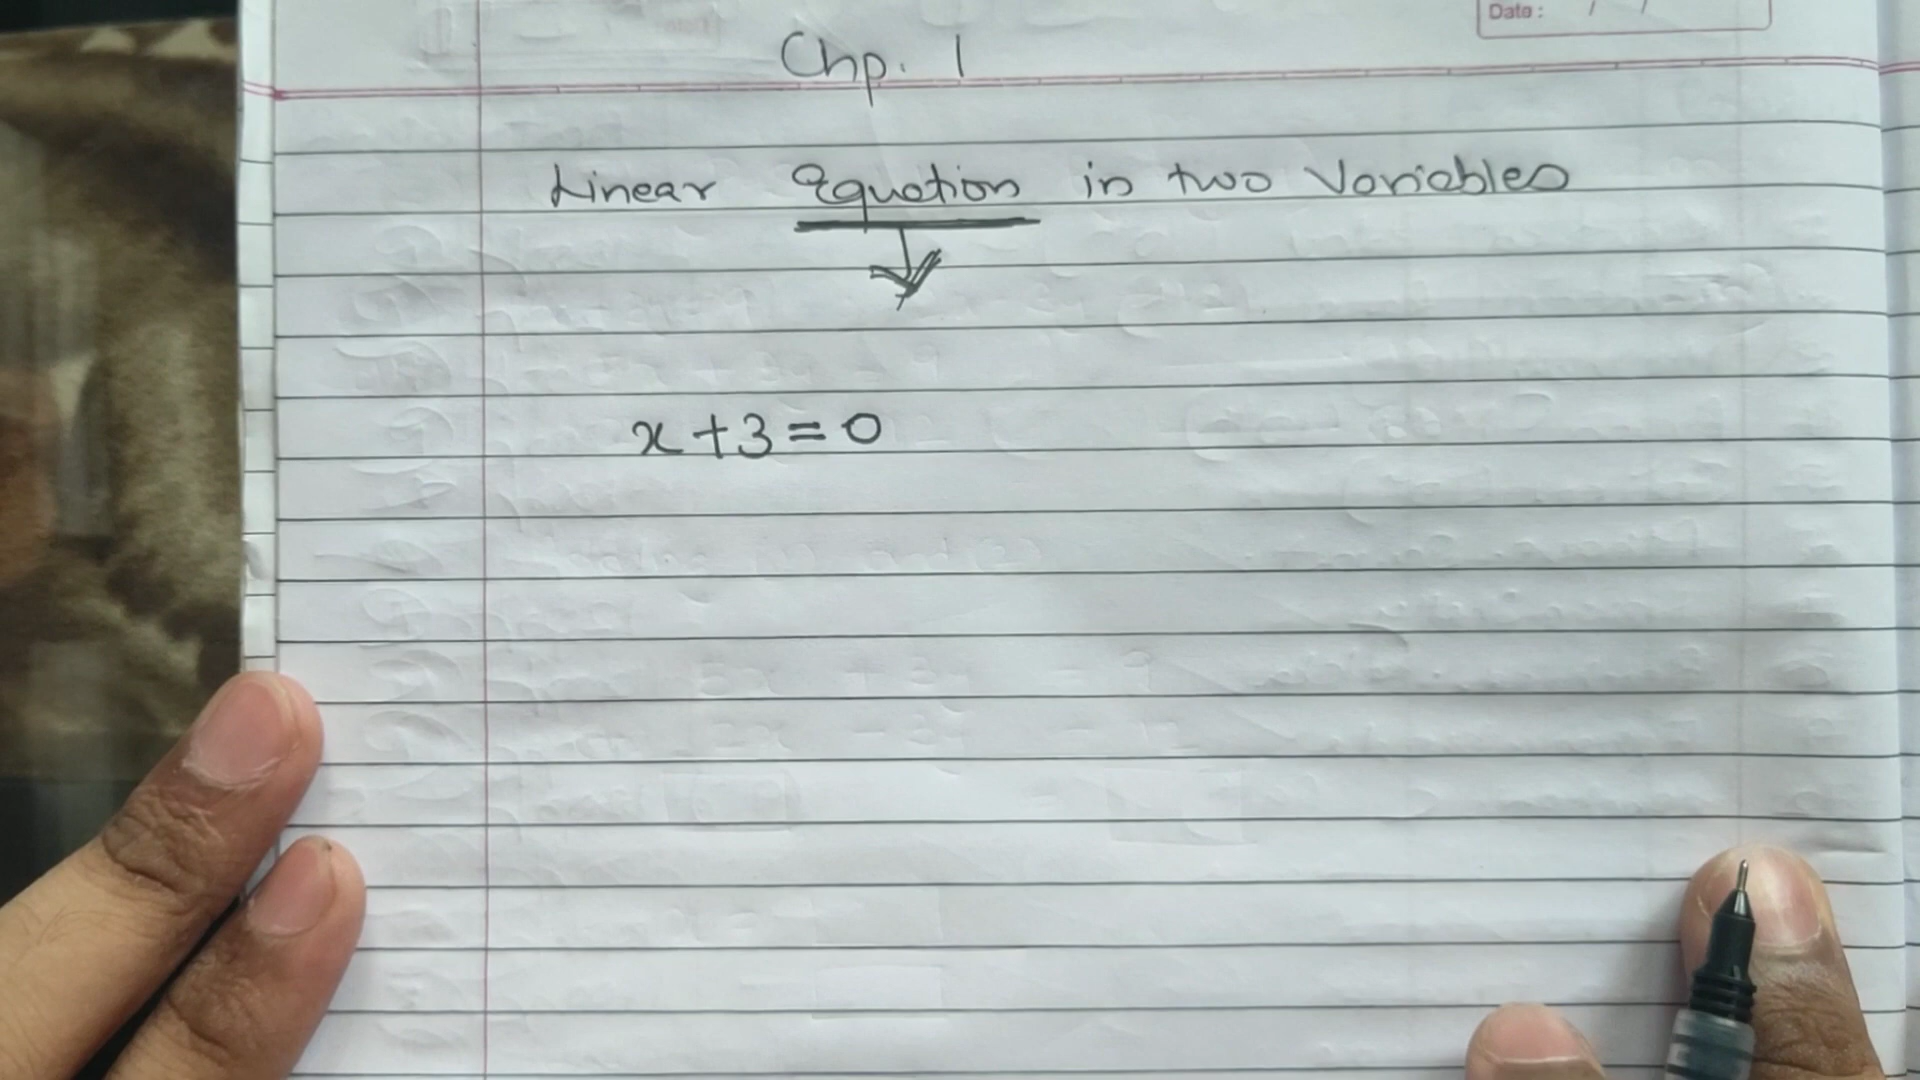 Date: / /
Chp. 1
Linear Equation in two Variables
x + 3 = 0